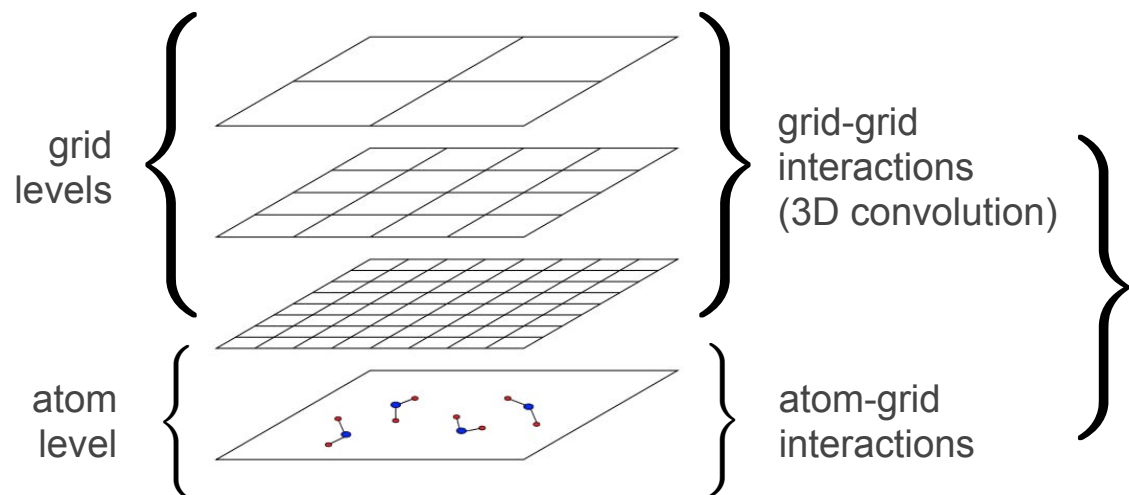 grid
levels
grid-grid
interactions
(3D convolution)
atom
level
atom-grid
interactions